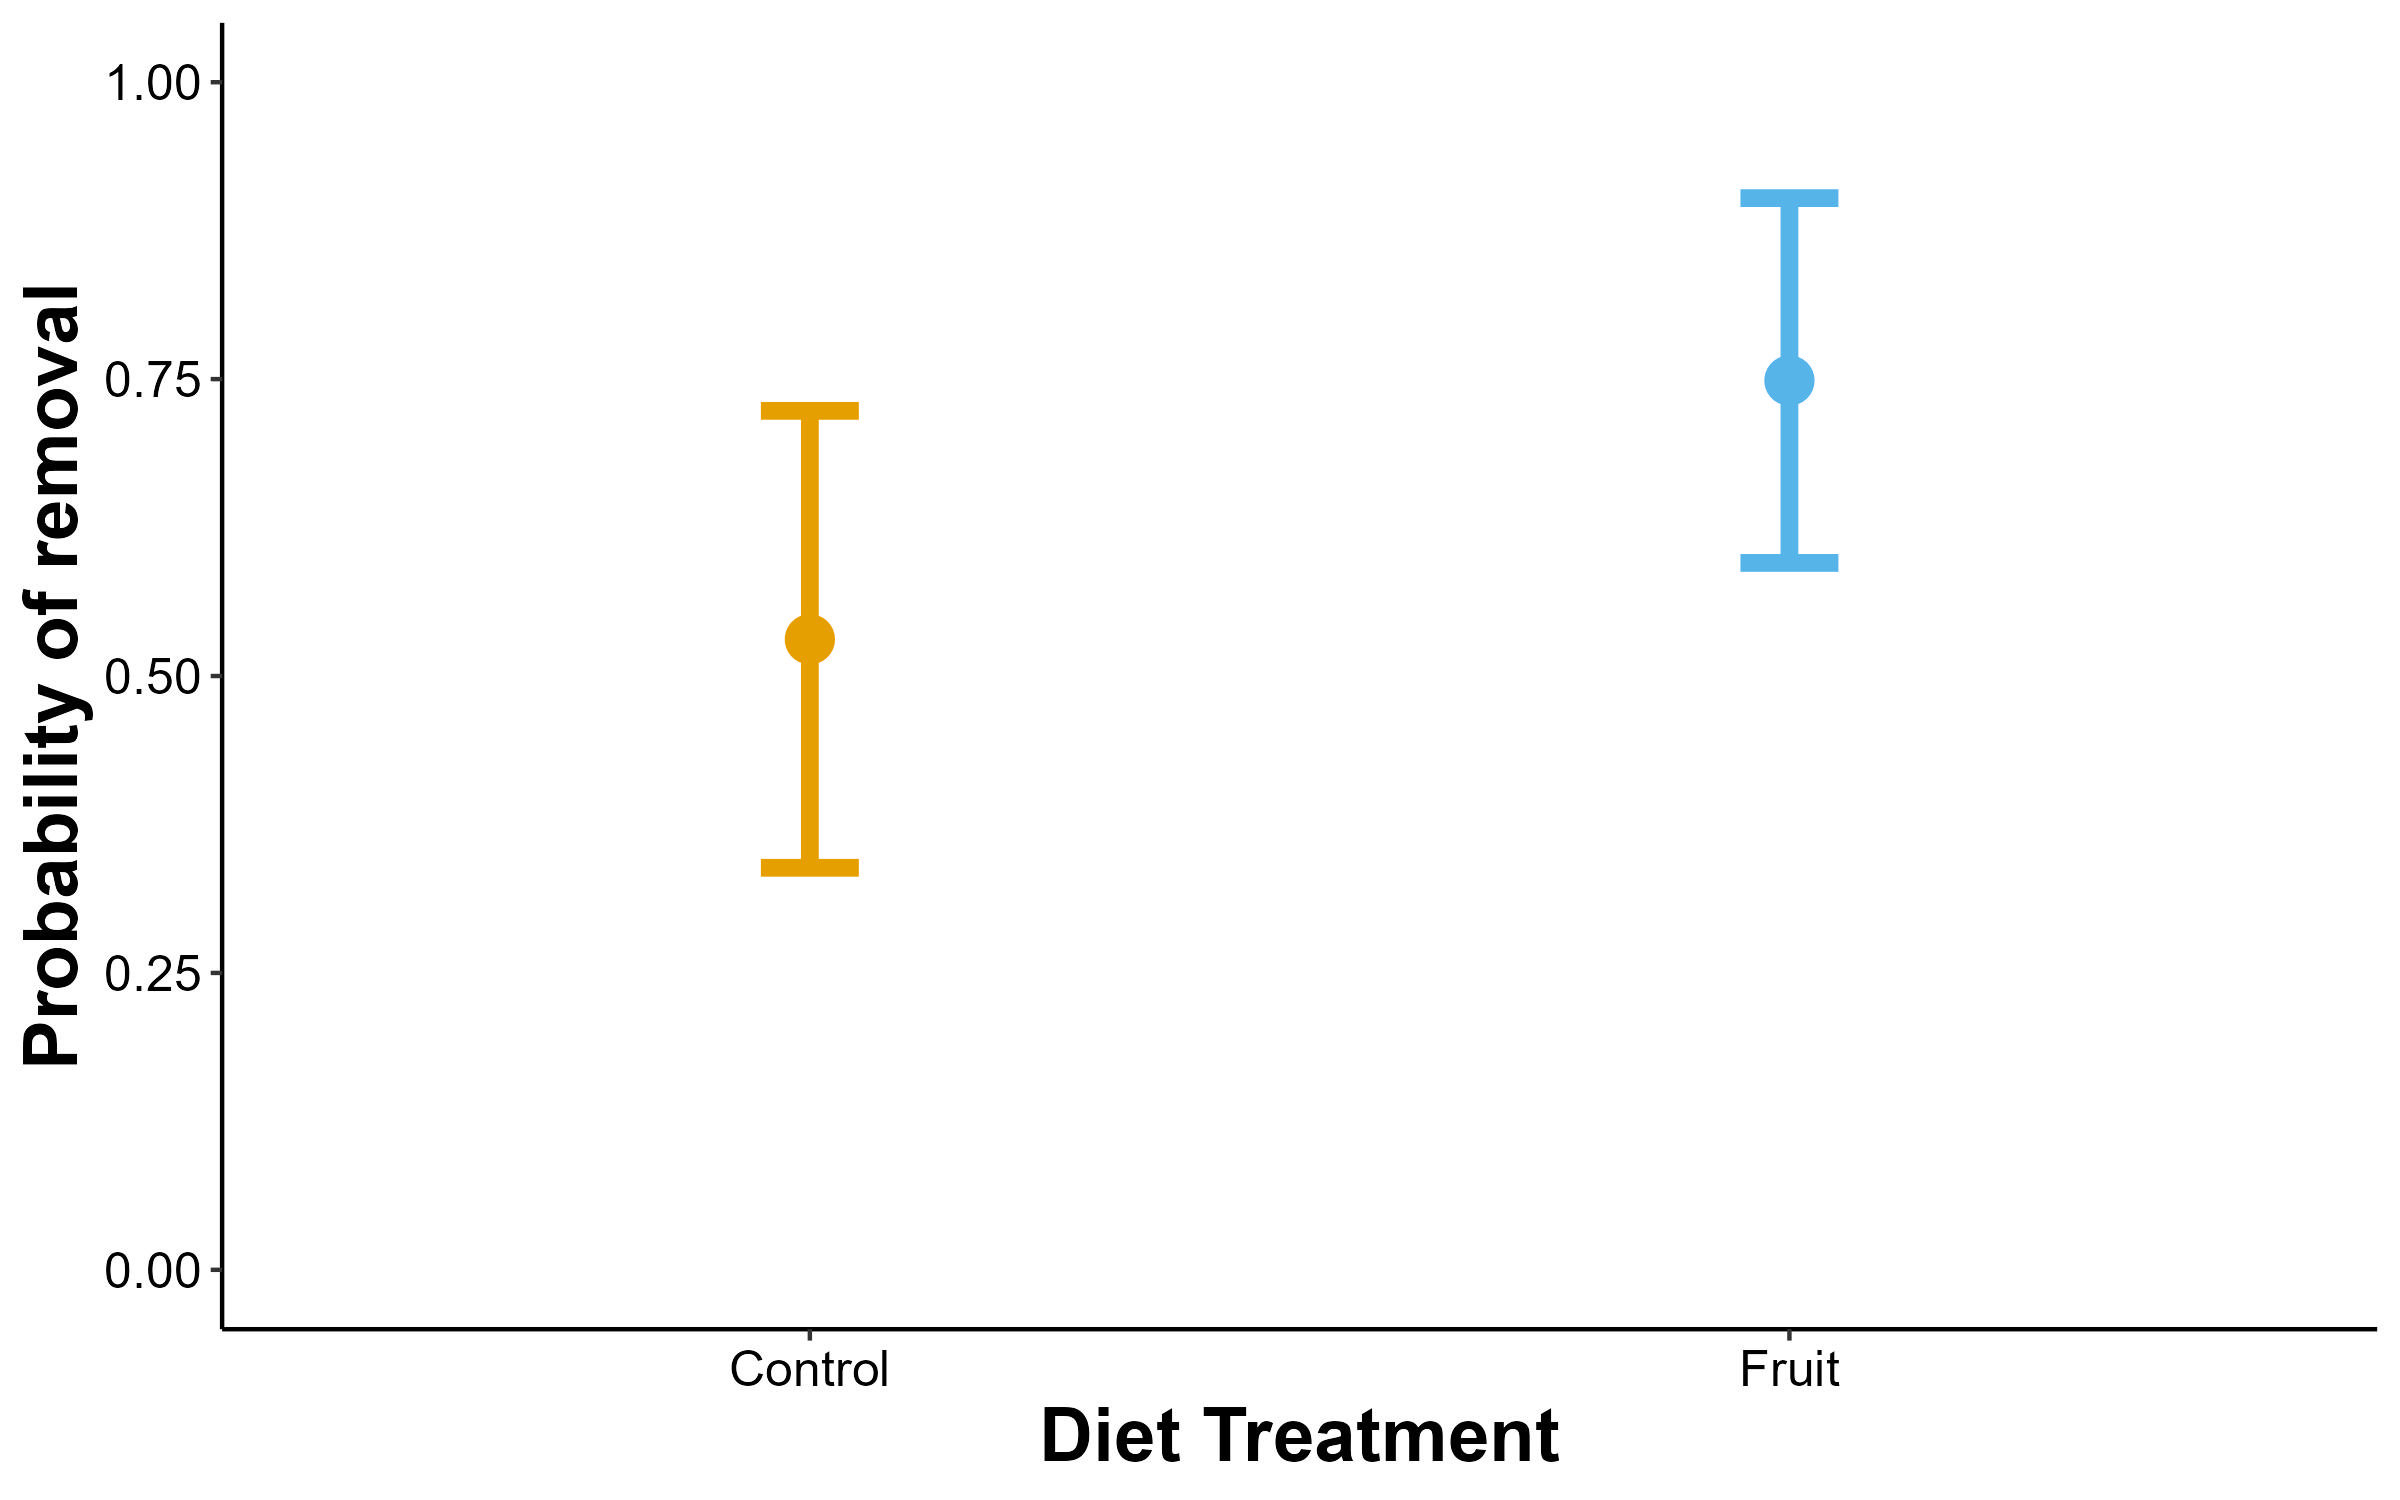 Probability of removal
1.00
0.75
0.50
0.25
0.00
Control
Fruit
Diet Treatment